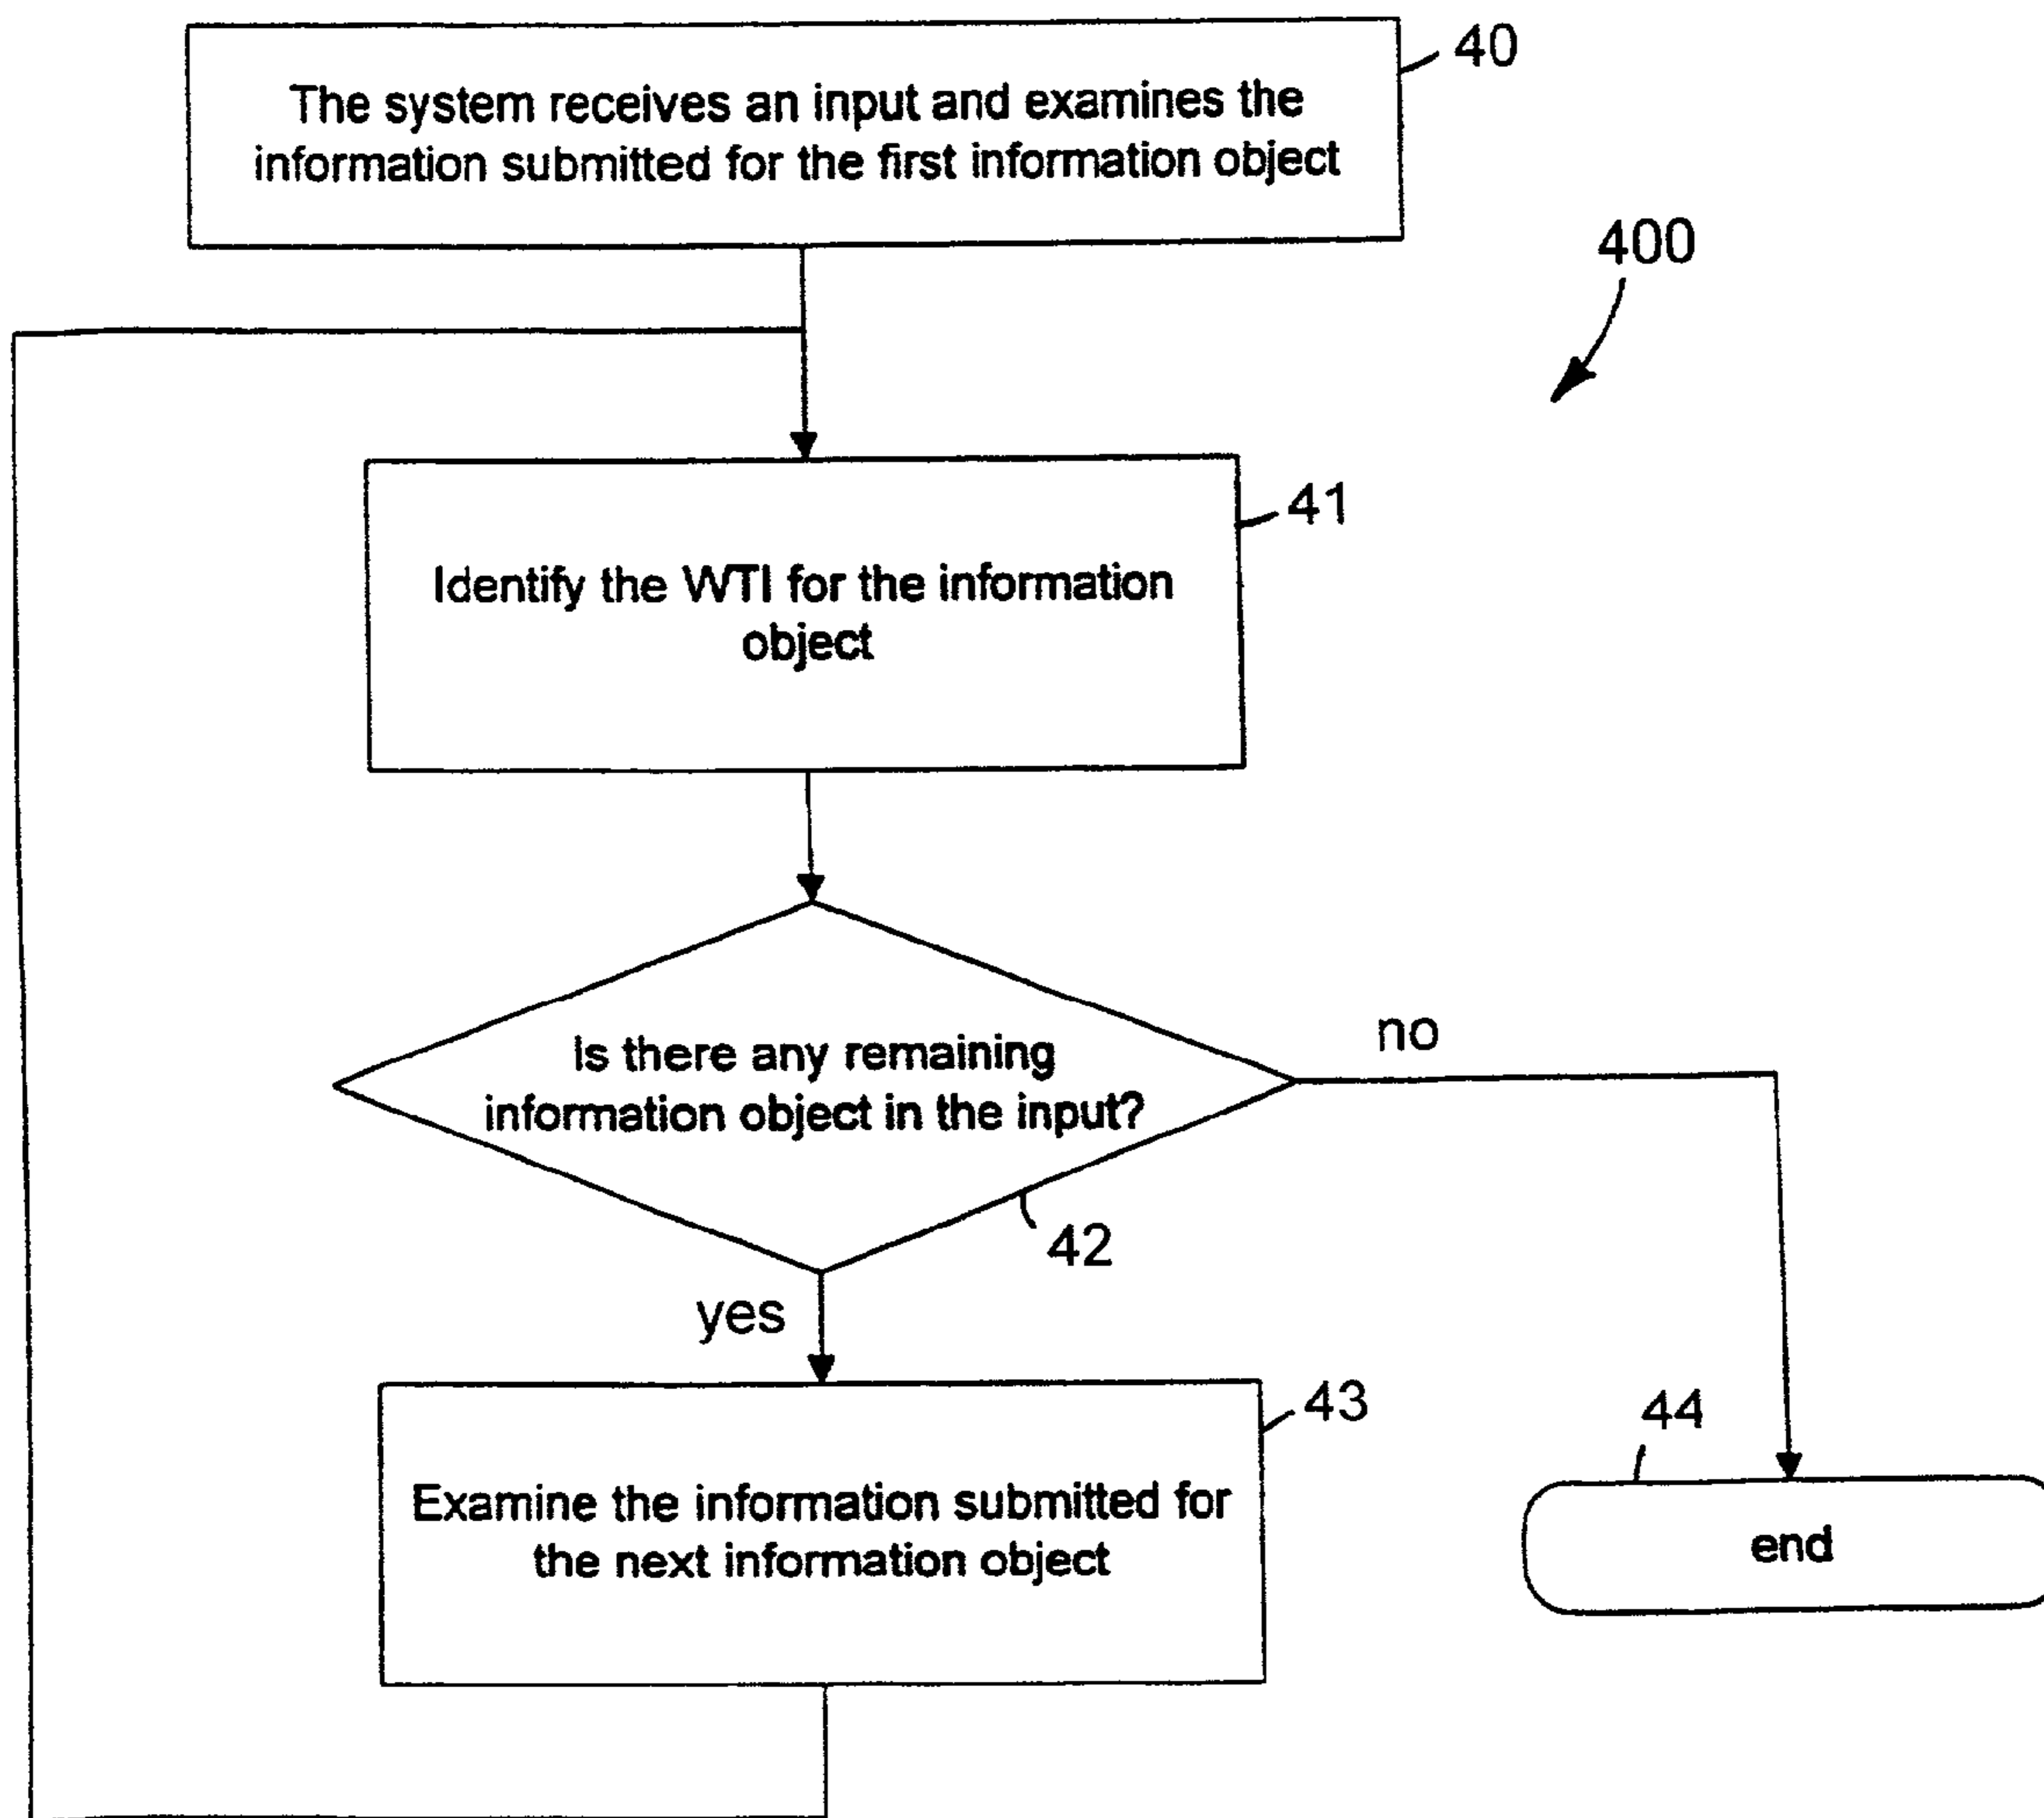 40
The system receives an input and examines the
information submitted for the first information object
400
41
Identify the WTI for the information
object
Is there any remaining
information object in the input?
no
42
yes
43
Examine the information submitted for
the next information object
44
end